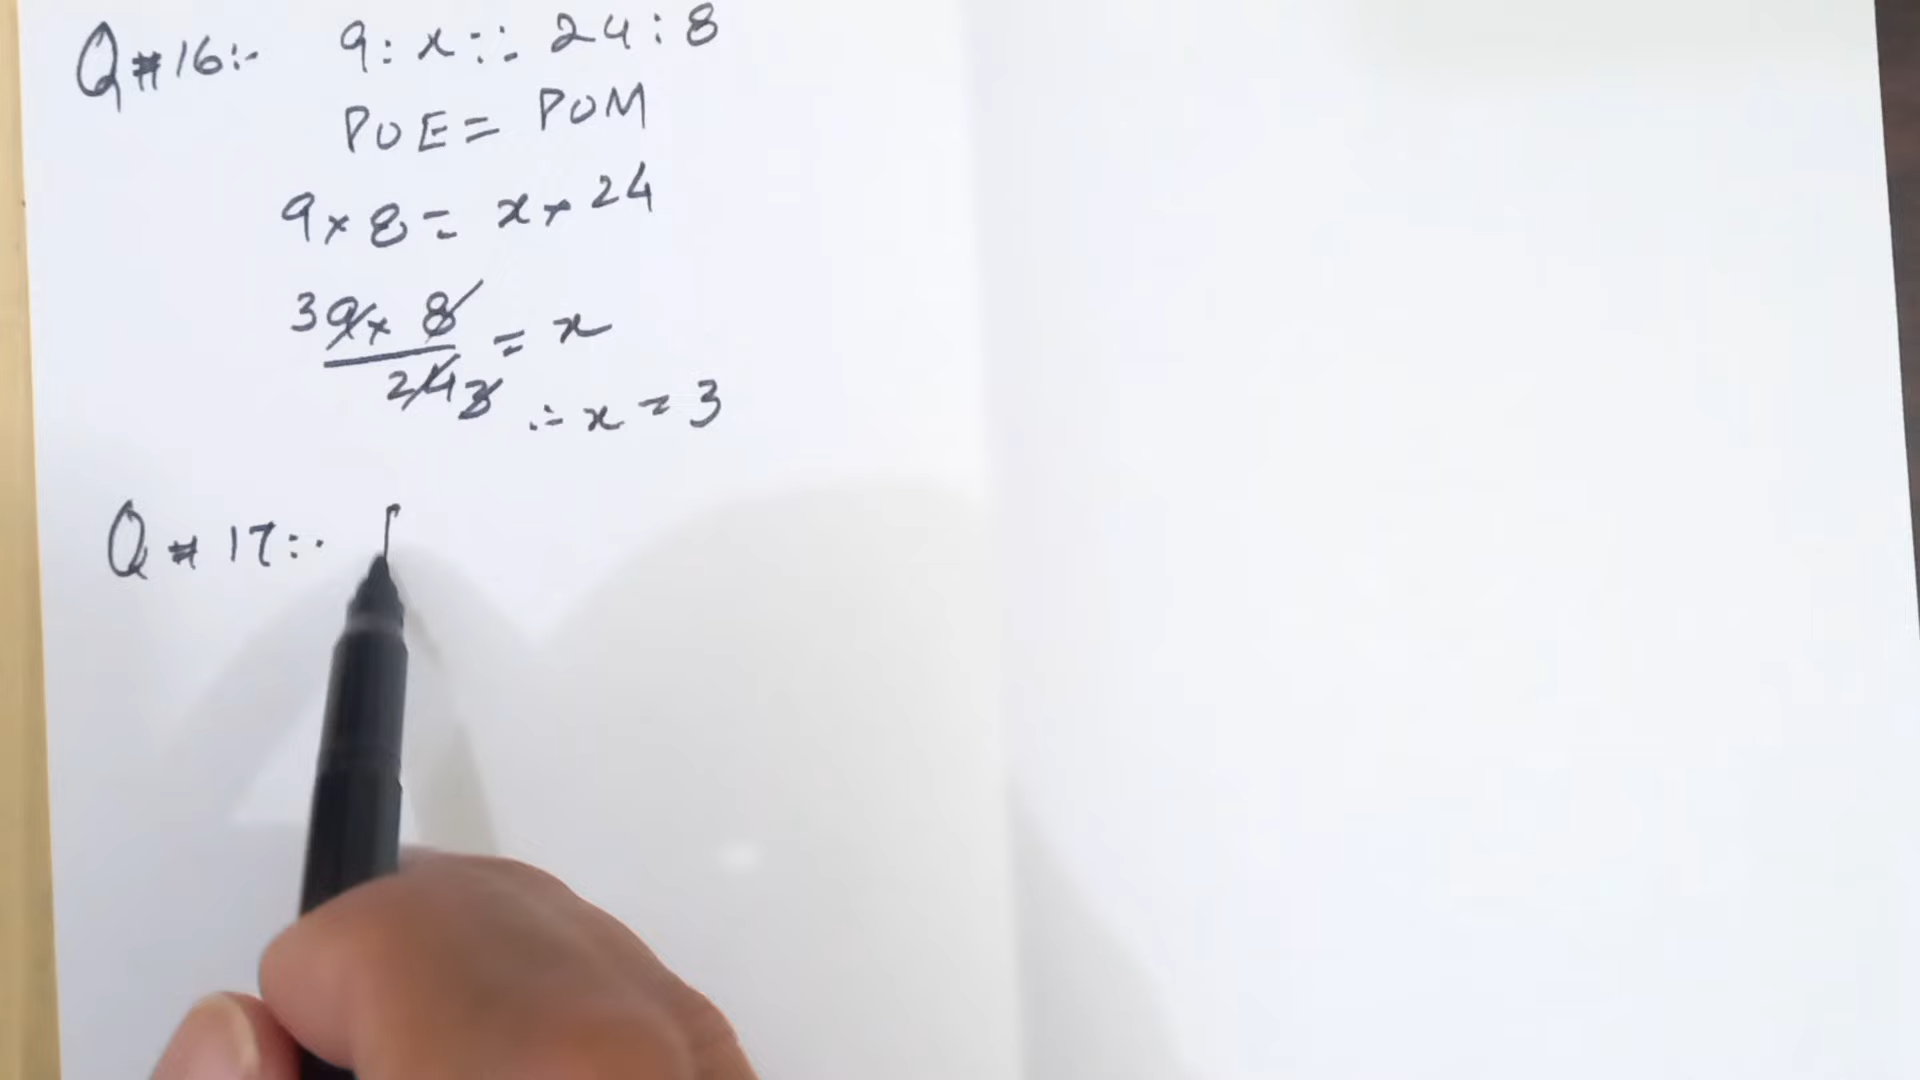 Q # 16:- 9 : x :: 24 : 8
POE = POM
9 × 8 = x × 24
3 9 × 8 = x
24 3
∴ x = 3
Q # 17:-